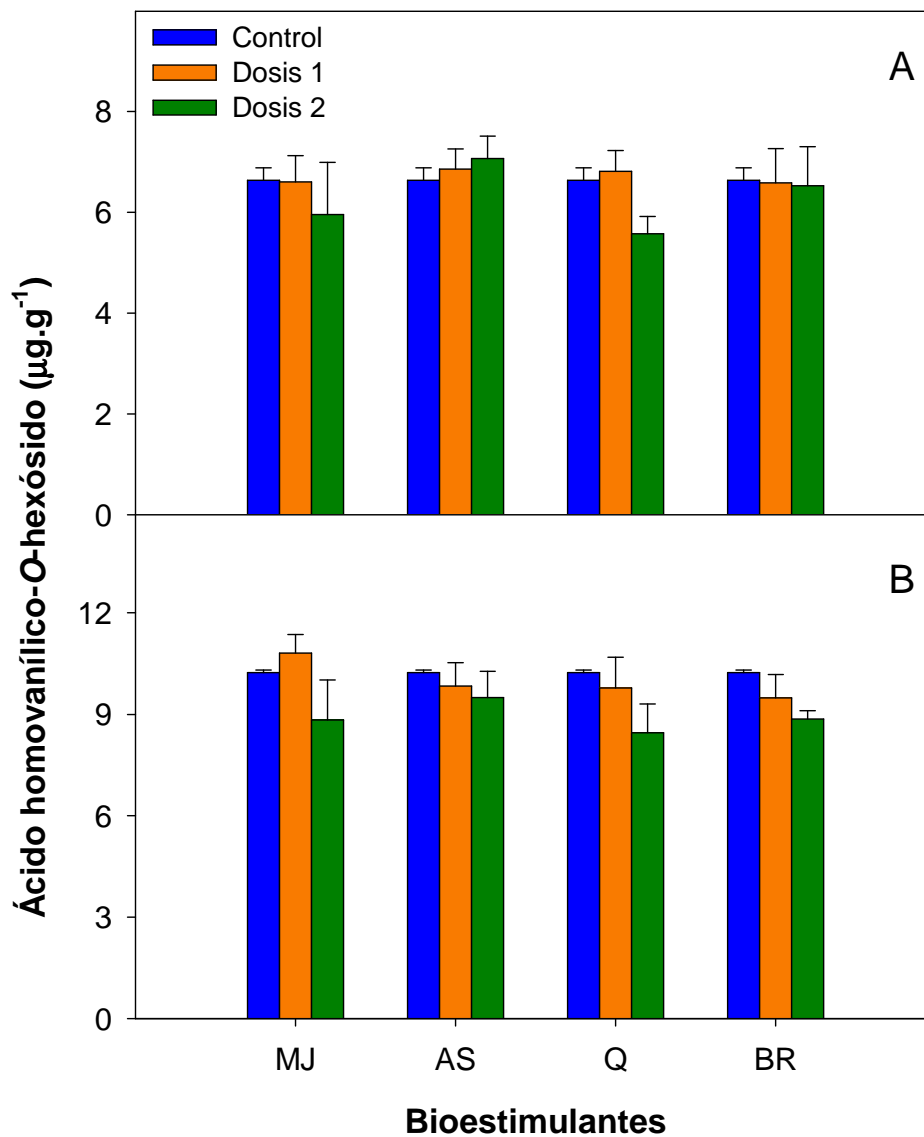 Control
Dosis 1
Dosis 2
A
8
6
4
2
0
B
12
9
6
3
0
Ácido homovanílico-O-hexósido (µg.g⁻¹)
MJ AS Q BR
Bioestimulantes